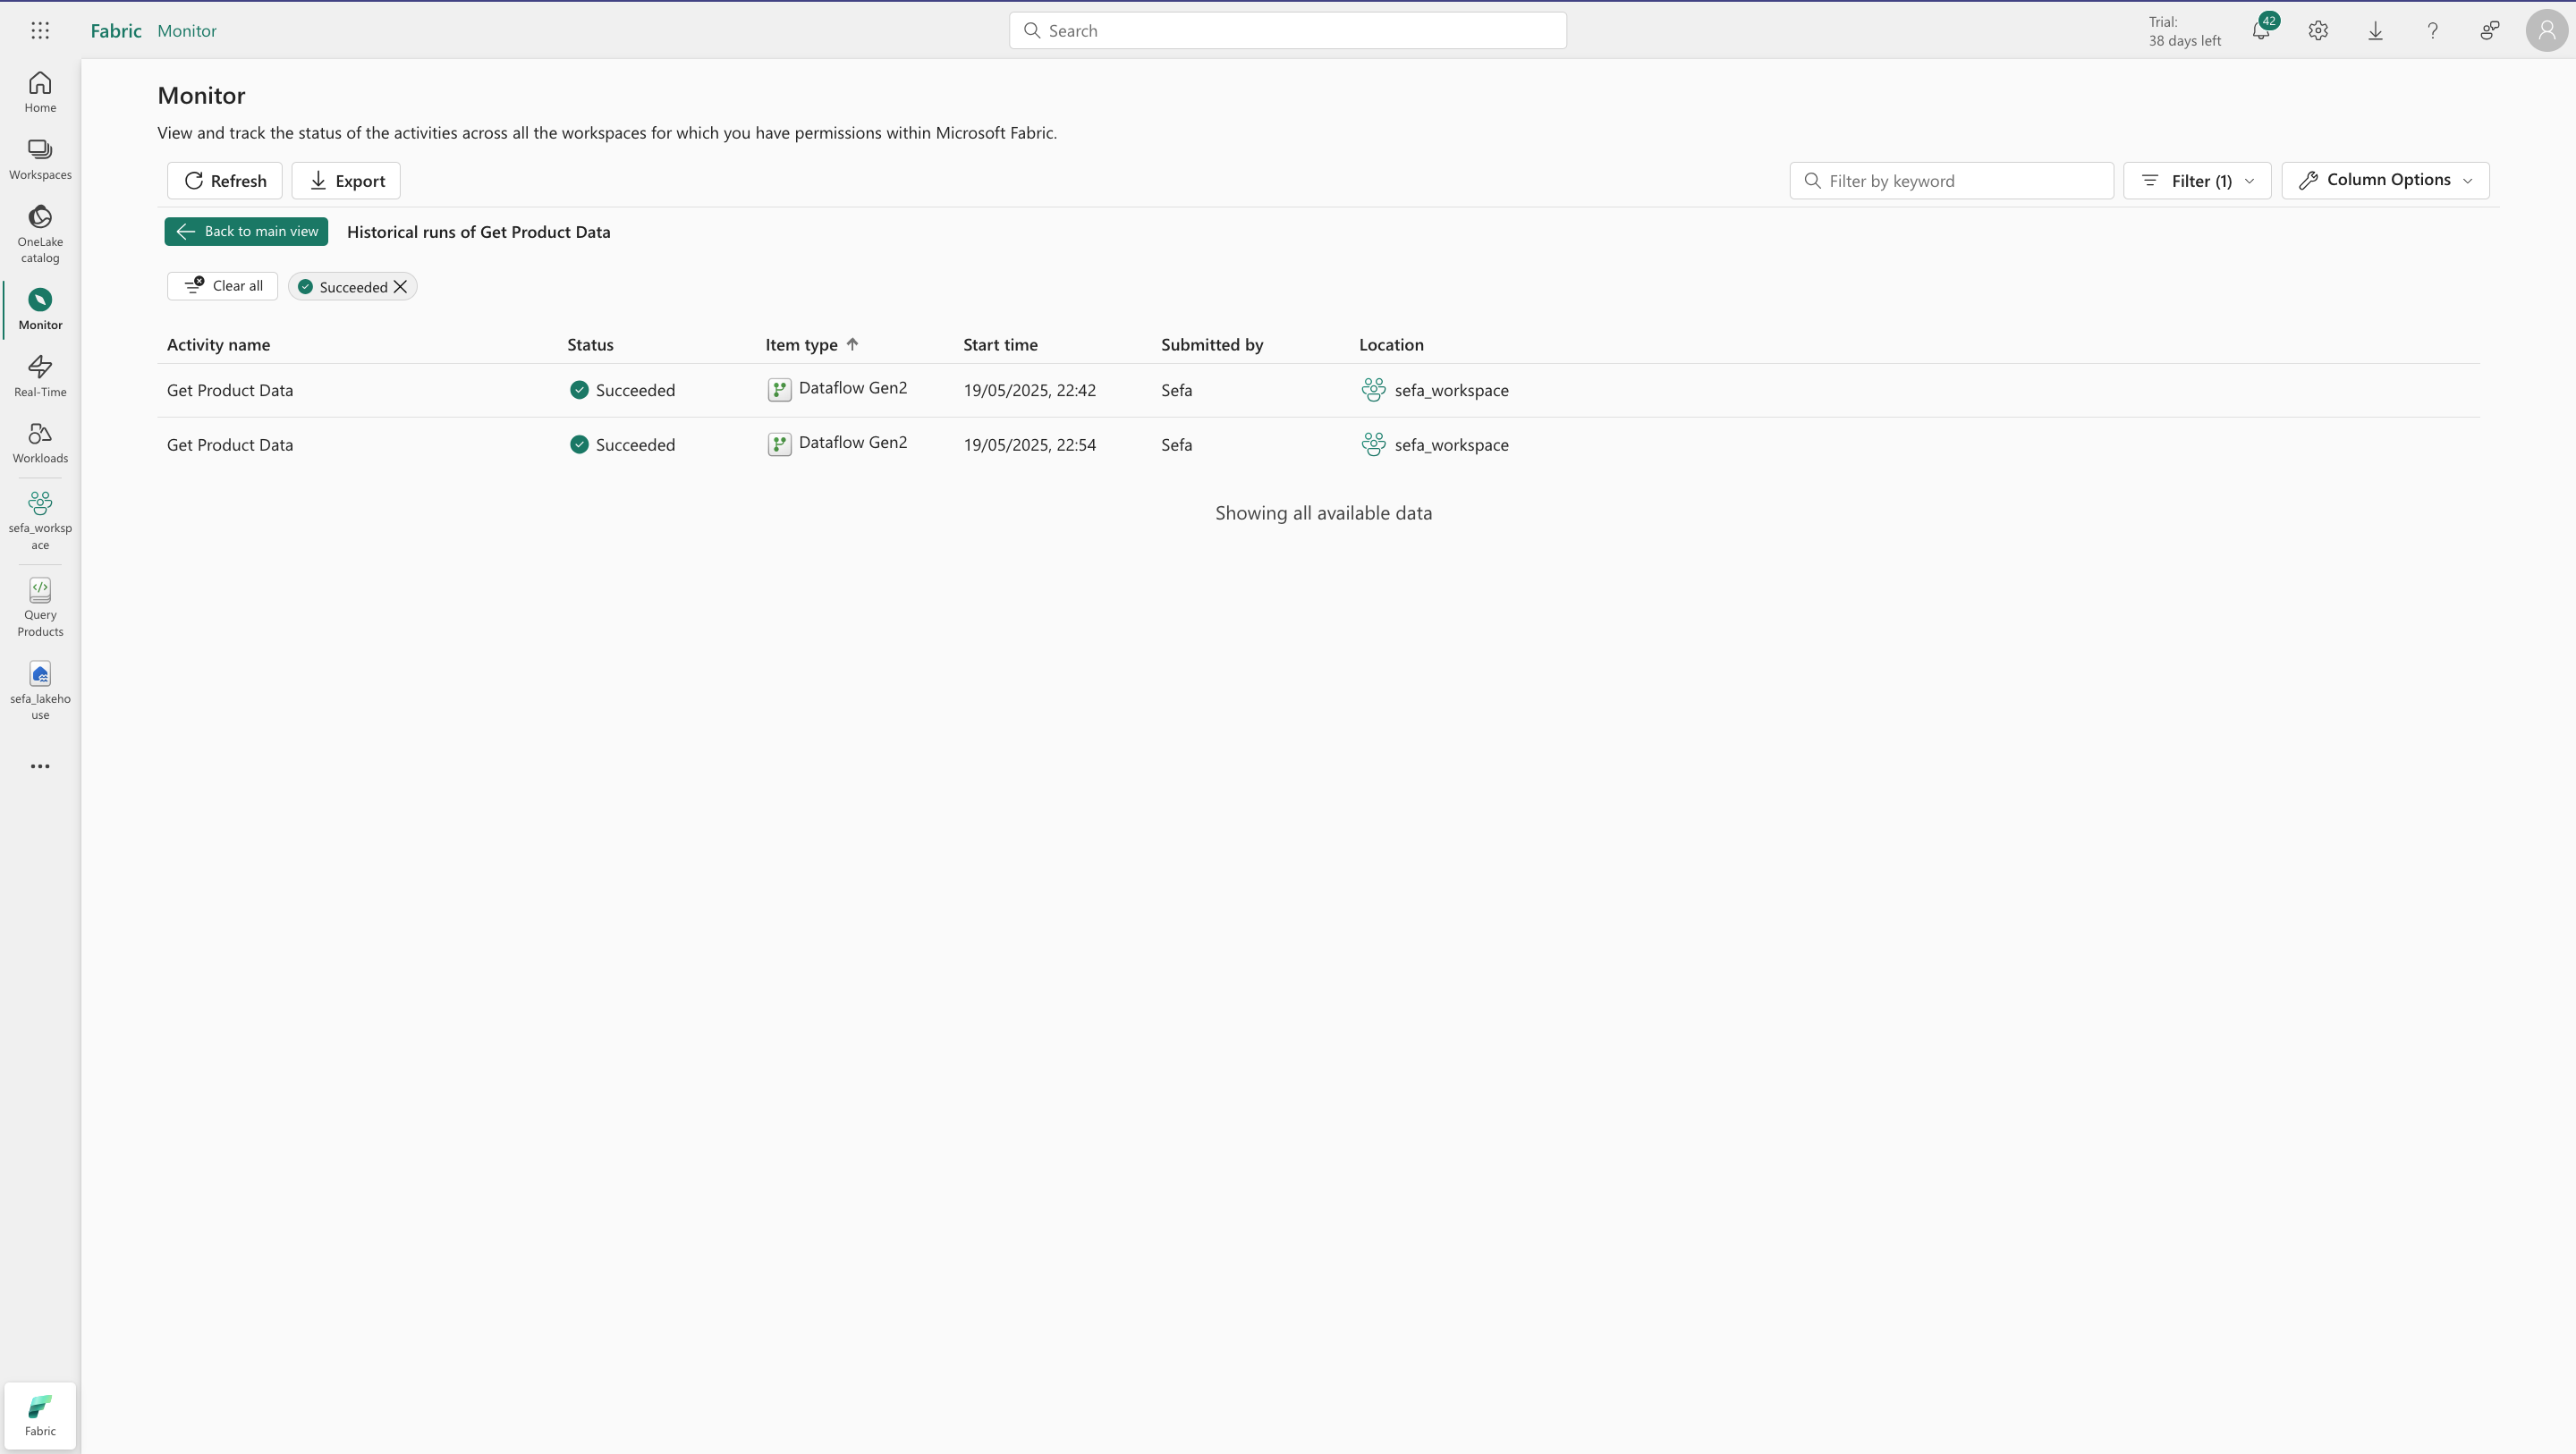 Fabric Monitor
Search
Trial:
38 days left
42
Home
Workspaces
OneLake
catalog
Monitor
Real-Time
Workloads
sefa_worksp
ace
Query
Products
sefa_lakeho
use
Fabric
Monitor
View and track the status of the activities across all the workspaces for which you have permissions within Microsoft Fabric.
Refresh Export Filter by keyword Filter (1) Column Options
Back to main view Historical runs of Get Product Data
Clear all Succeeded
Activity name Status Item type Start time Submitted by Location
Get Product Data Succeeded Dataflow Gen2 19/05/2025, 22:42 Sefa sefa_workspace
Get Product Data Succeeded Dataflow Gen2 19/05/2025, 22:54 Sefa sefa_workspace
Showing all available data